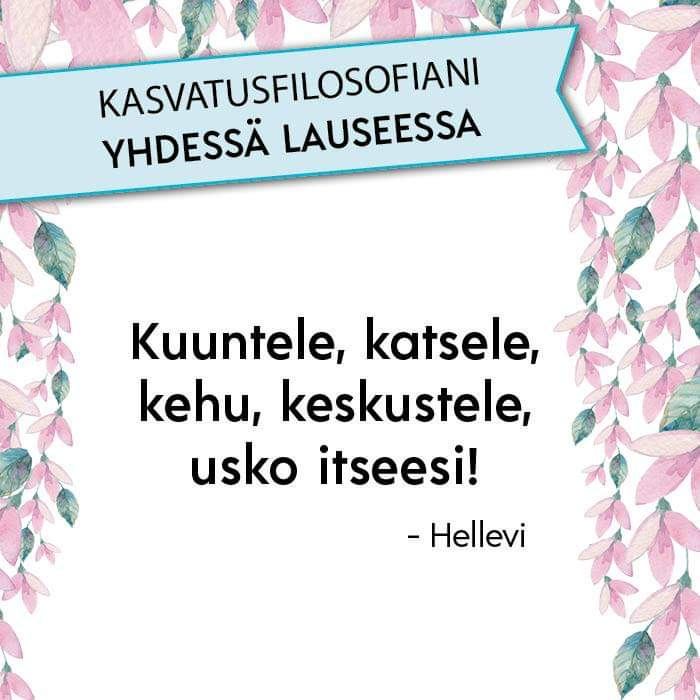 KASVATUSFILOSOFIANI
YHDESSÄ LAUSEESSA
Kuuntele, katsele,
kehu, keskustele,
usko itseesi!
- Hellevi